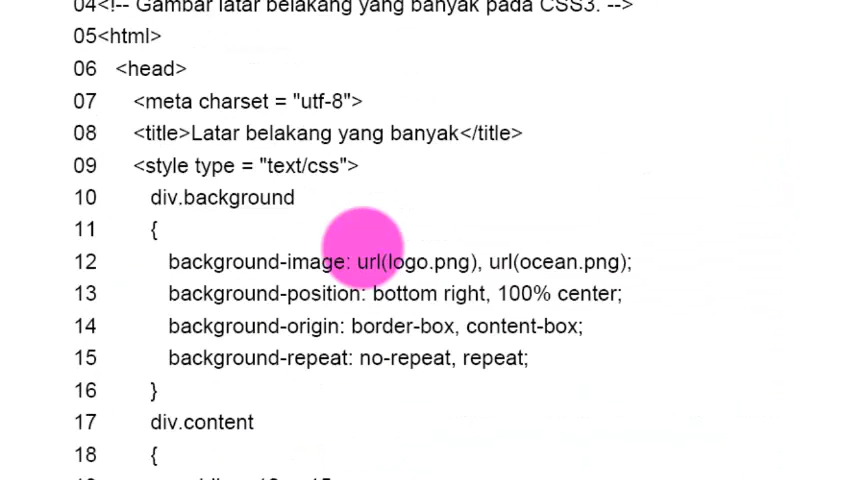 04<!-- Gambar latar belakang yang banyak pada CSS3. -->
05<html>
06 <head>
07 <meta charset = "utf-8">
08 <title>Latar belakang yang banyak</title>
09 <style type = "text/css">
10 div.background
11 {
12 background-image: url(logo.png), url(ocean.png);
13 background-position: bottom right, 100% center;
14 background-origin: border-box, content-box;
15 background-repeat: no-repeat, repeat;
16 }
17 div.content
18 {